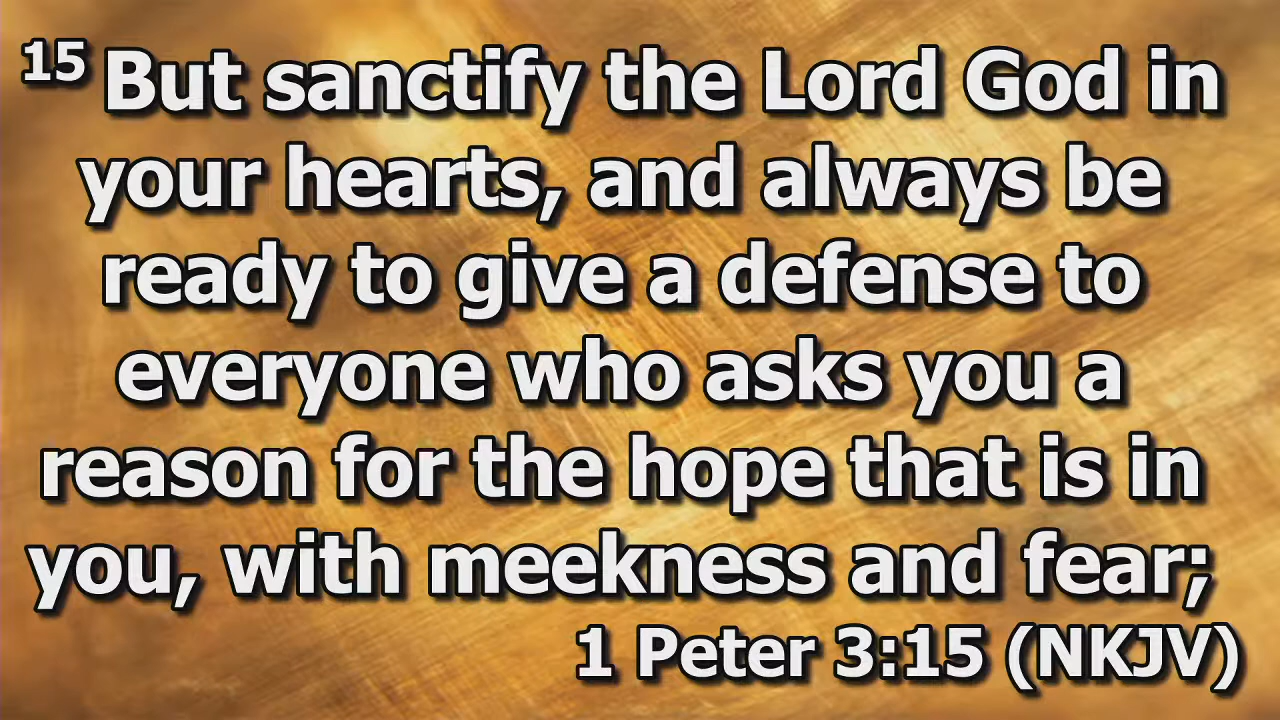 15 But sanctify the Lord God in
your hearts, and always be
ready to give a defense to
everyone who asks you a
reason for the hope that is in
you, with meekness and fear;
1 Peter 3:15 (NKJV)